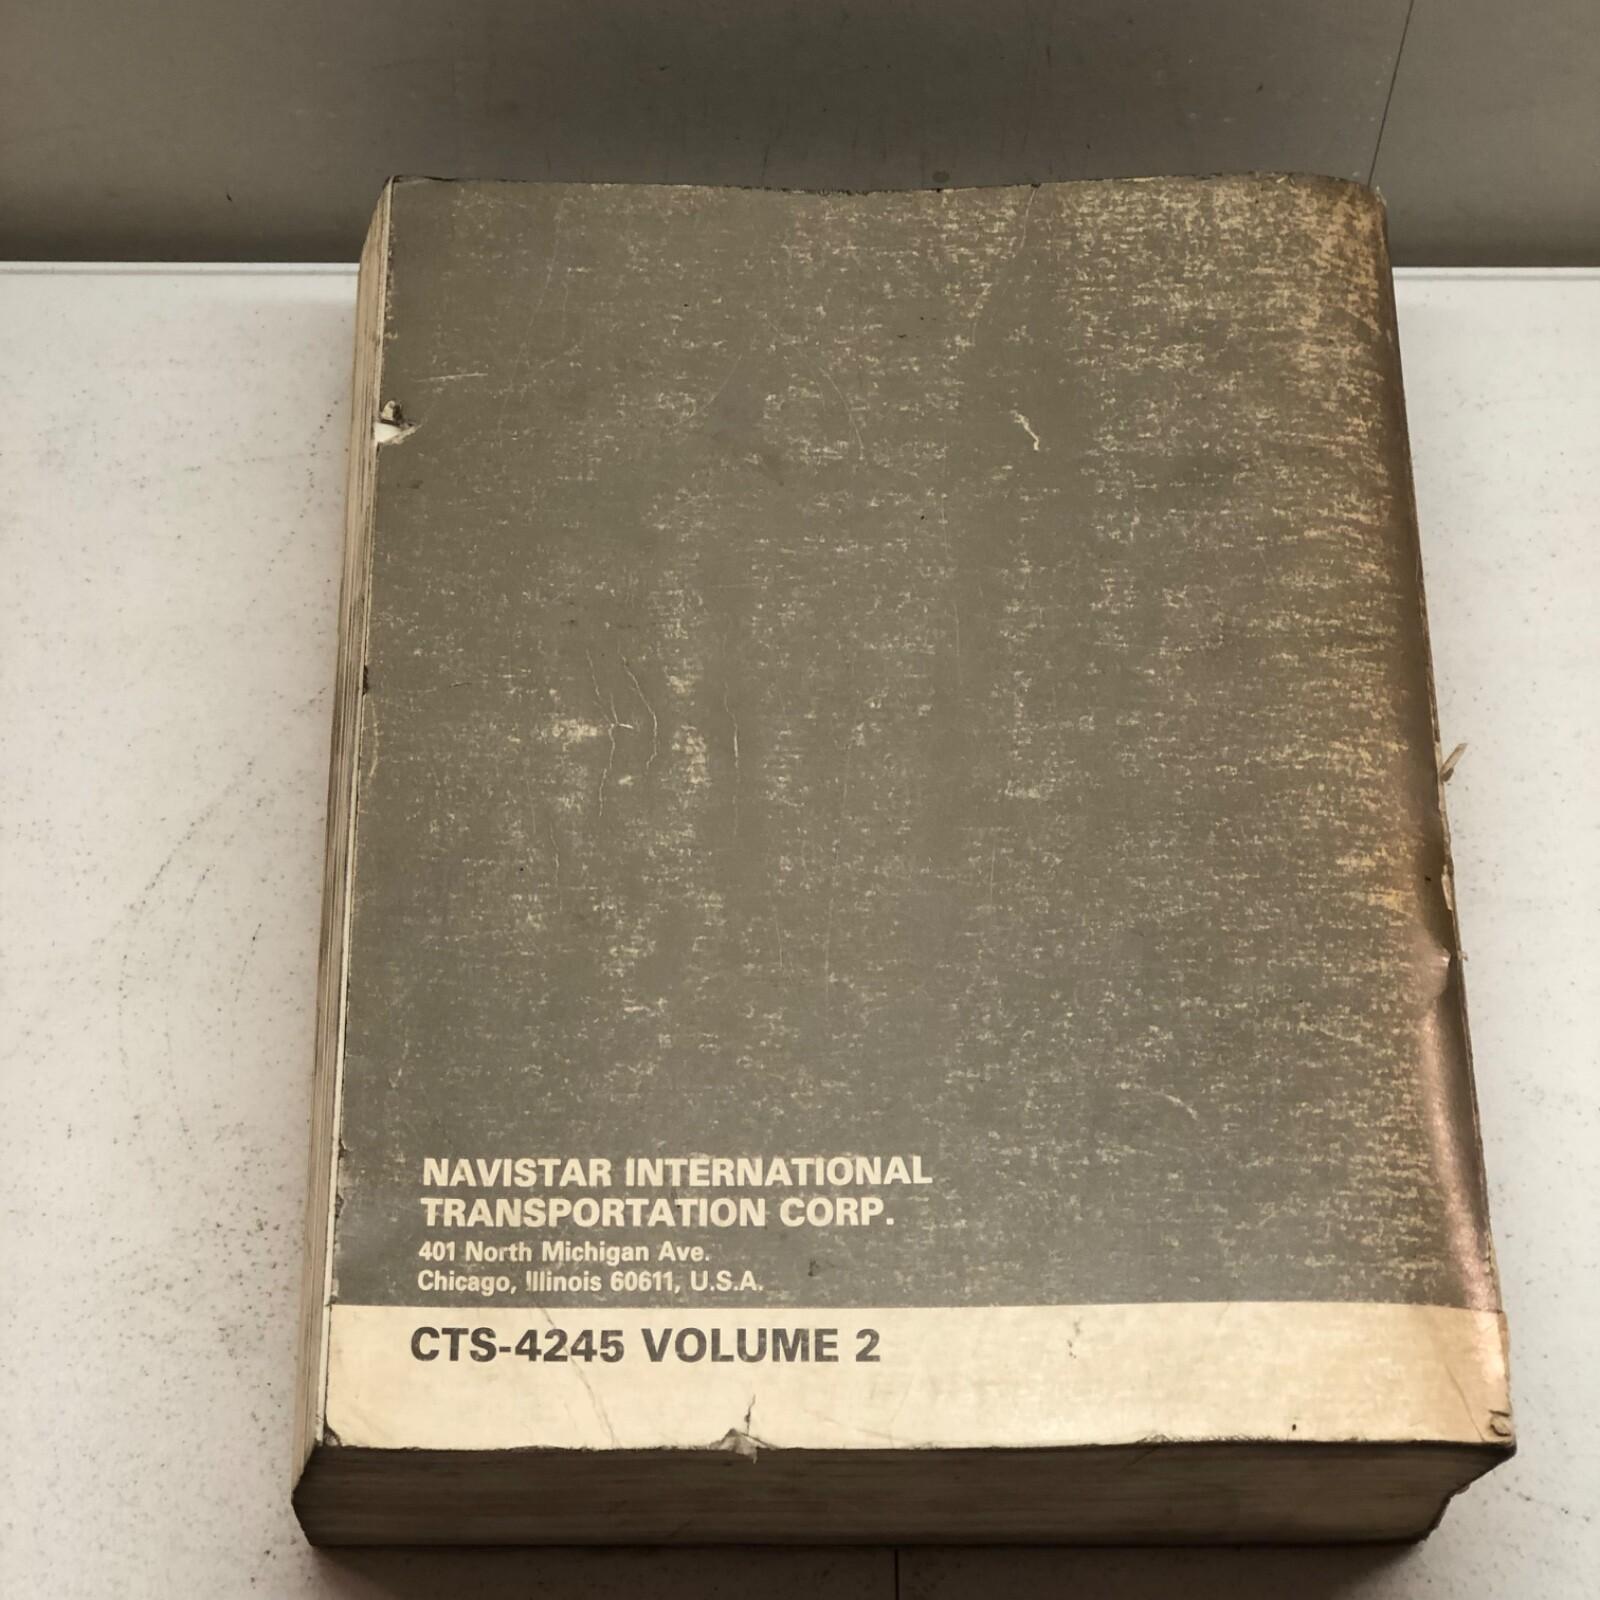 NAVISTAR INTERNATIONAL
TRANSPORTATION CORP.
401 North Michigan Ave.
Chicago, Illinois 60611, U.S.A.
CTS-4245 VOLUME 2